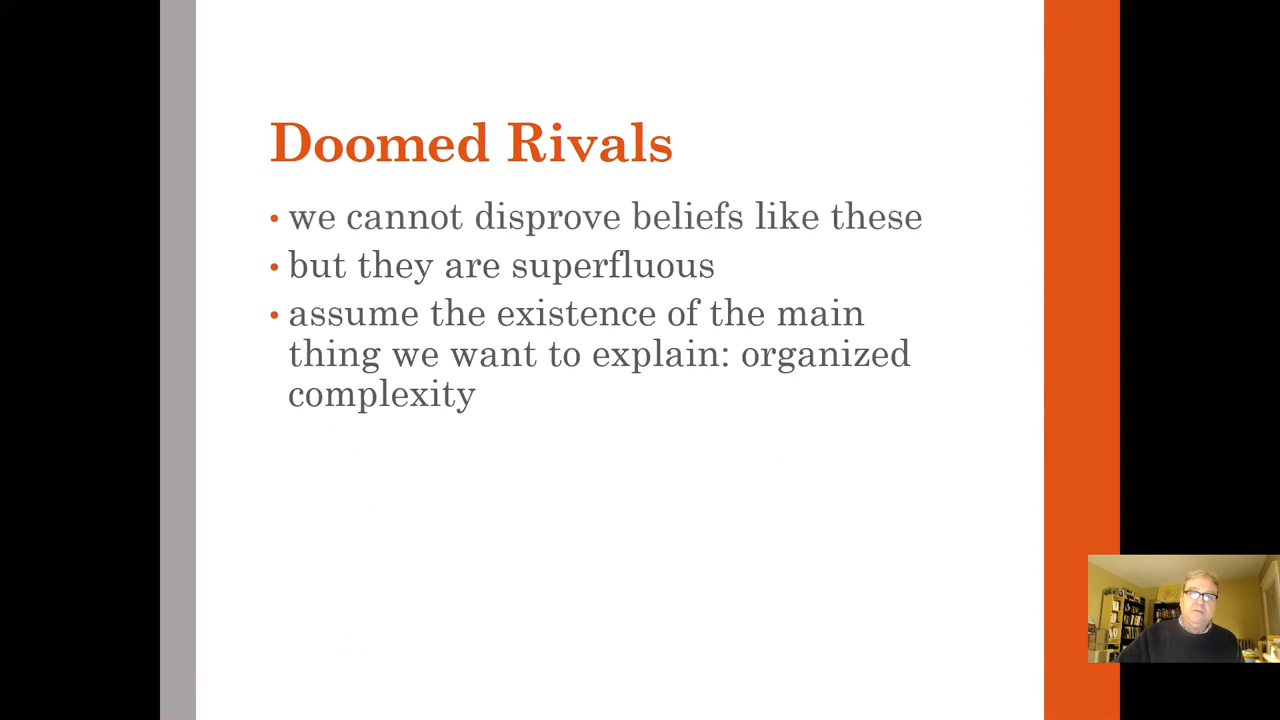 Doomed Rivals
• we cannot disprove beliefs like these
• but they are superfluous
• assume the existence of the main
thing we want to explain: organized
complexity